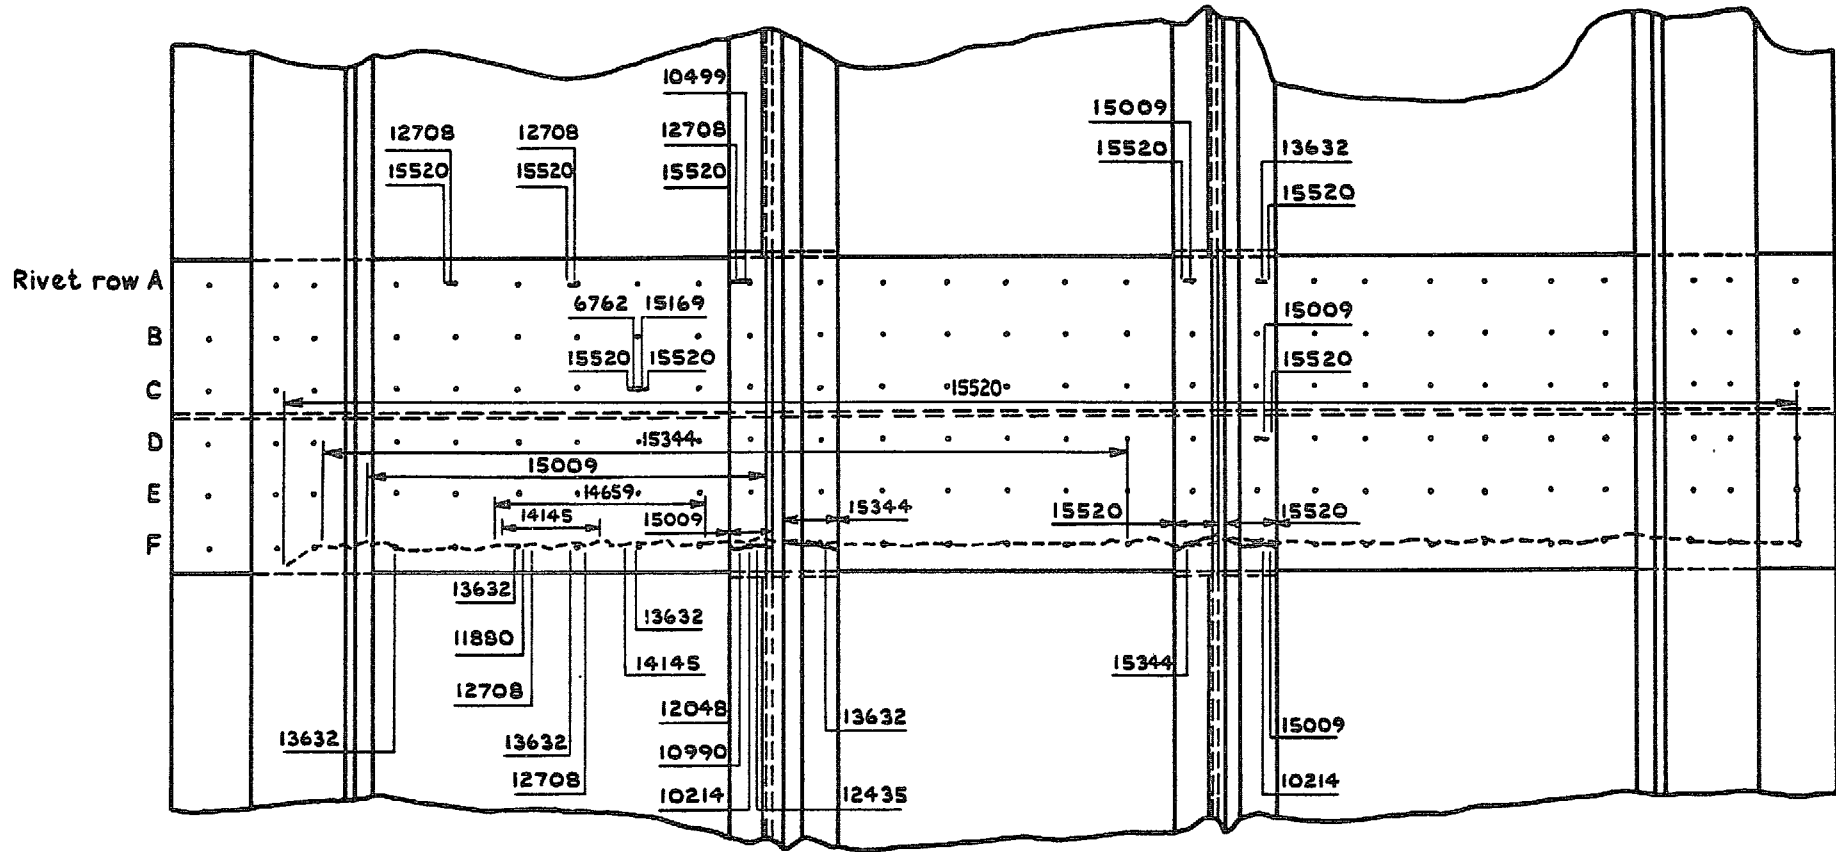 10499
15009
12708 12708 12708
15520 13632
15520 15520 15520
15520
Rivet row A
6762 15169
15009
B
15520 15520
15520
C
15520
D
15344
15009
E
14659
15344
14145 15009 15520 15520
F
13632
13632
11880
14145 15344
12708
12048 13632 15009
13632 13632
10990
12708 10214
10214 12435